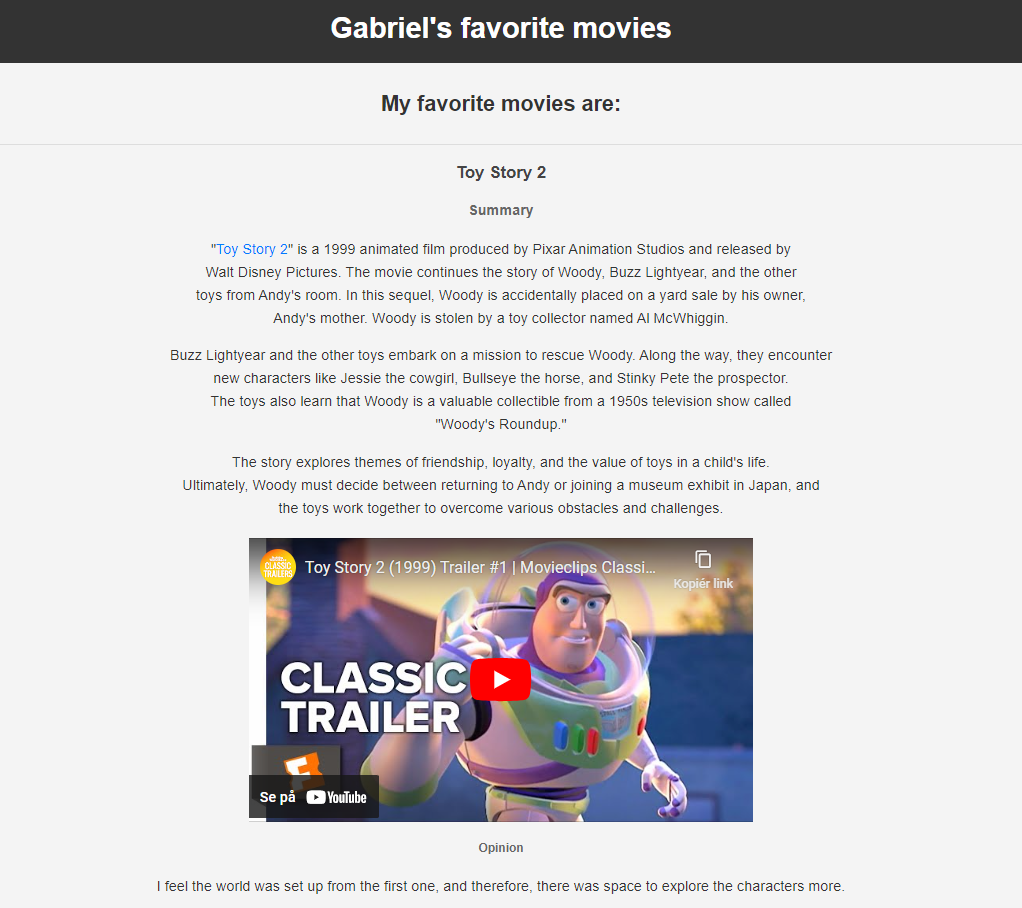 Gabriel's favorite movies
My favorite movies are:
Toy Story 2
Summary
"Toy Story 2" is a 1999 animated film produced by Pixar Animation Studios and released by
Walt Disney Pictures. The movie continues the story of Woody, Buzz Lightyear, and the other
toys from Andy's room. In this sequel, Woody is accidentally placed on a yard sale by his owner,
Andy's mother. Woody is stolen by a toy collector named Al McWhiggin.
Buzz Lightyear and the other toys embark on a mission to rescue Woody. Along the way, they encounter
new characters like Jessie the cowgirl, Bullseye the horse, and Stinky Pete the prospector.
The toys also learn that Woody is a valuable collectible from a 1950s television show called
"Woody's Roundup."
The story explores themes of friendship, loyalty, and the value of toys in a child's life.
Ultimately, Woody must decide between returning to Andy or joining a museum exhibit in Japan, and
the toys work together to overcome various obstacles and challenges.
CLASSIC
TRAILERS
Toy Story 2 (1999) Trailer #1 | Movieclips Classi...
Kopiér link
CLASSIC
TRAILER
Se på YouTube
Opinion
I feel the world was set up from the first one, and therefore, there was space to explore the characters more.